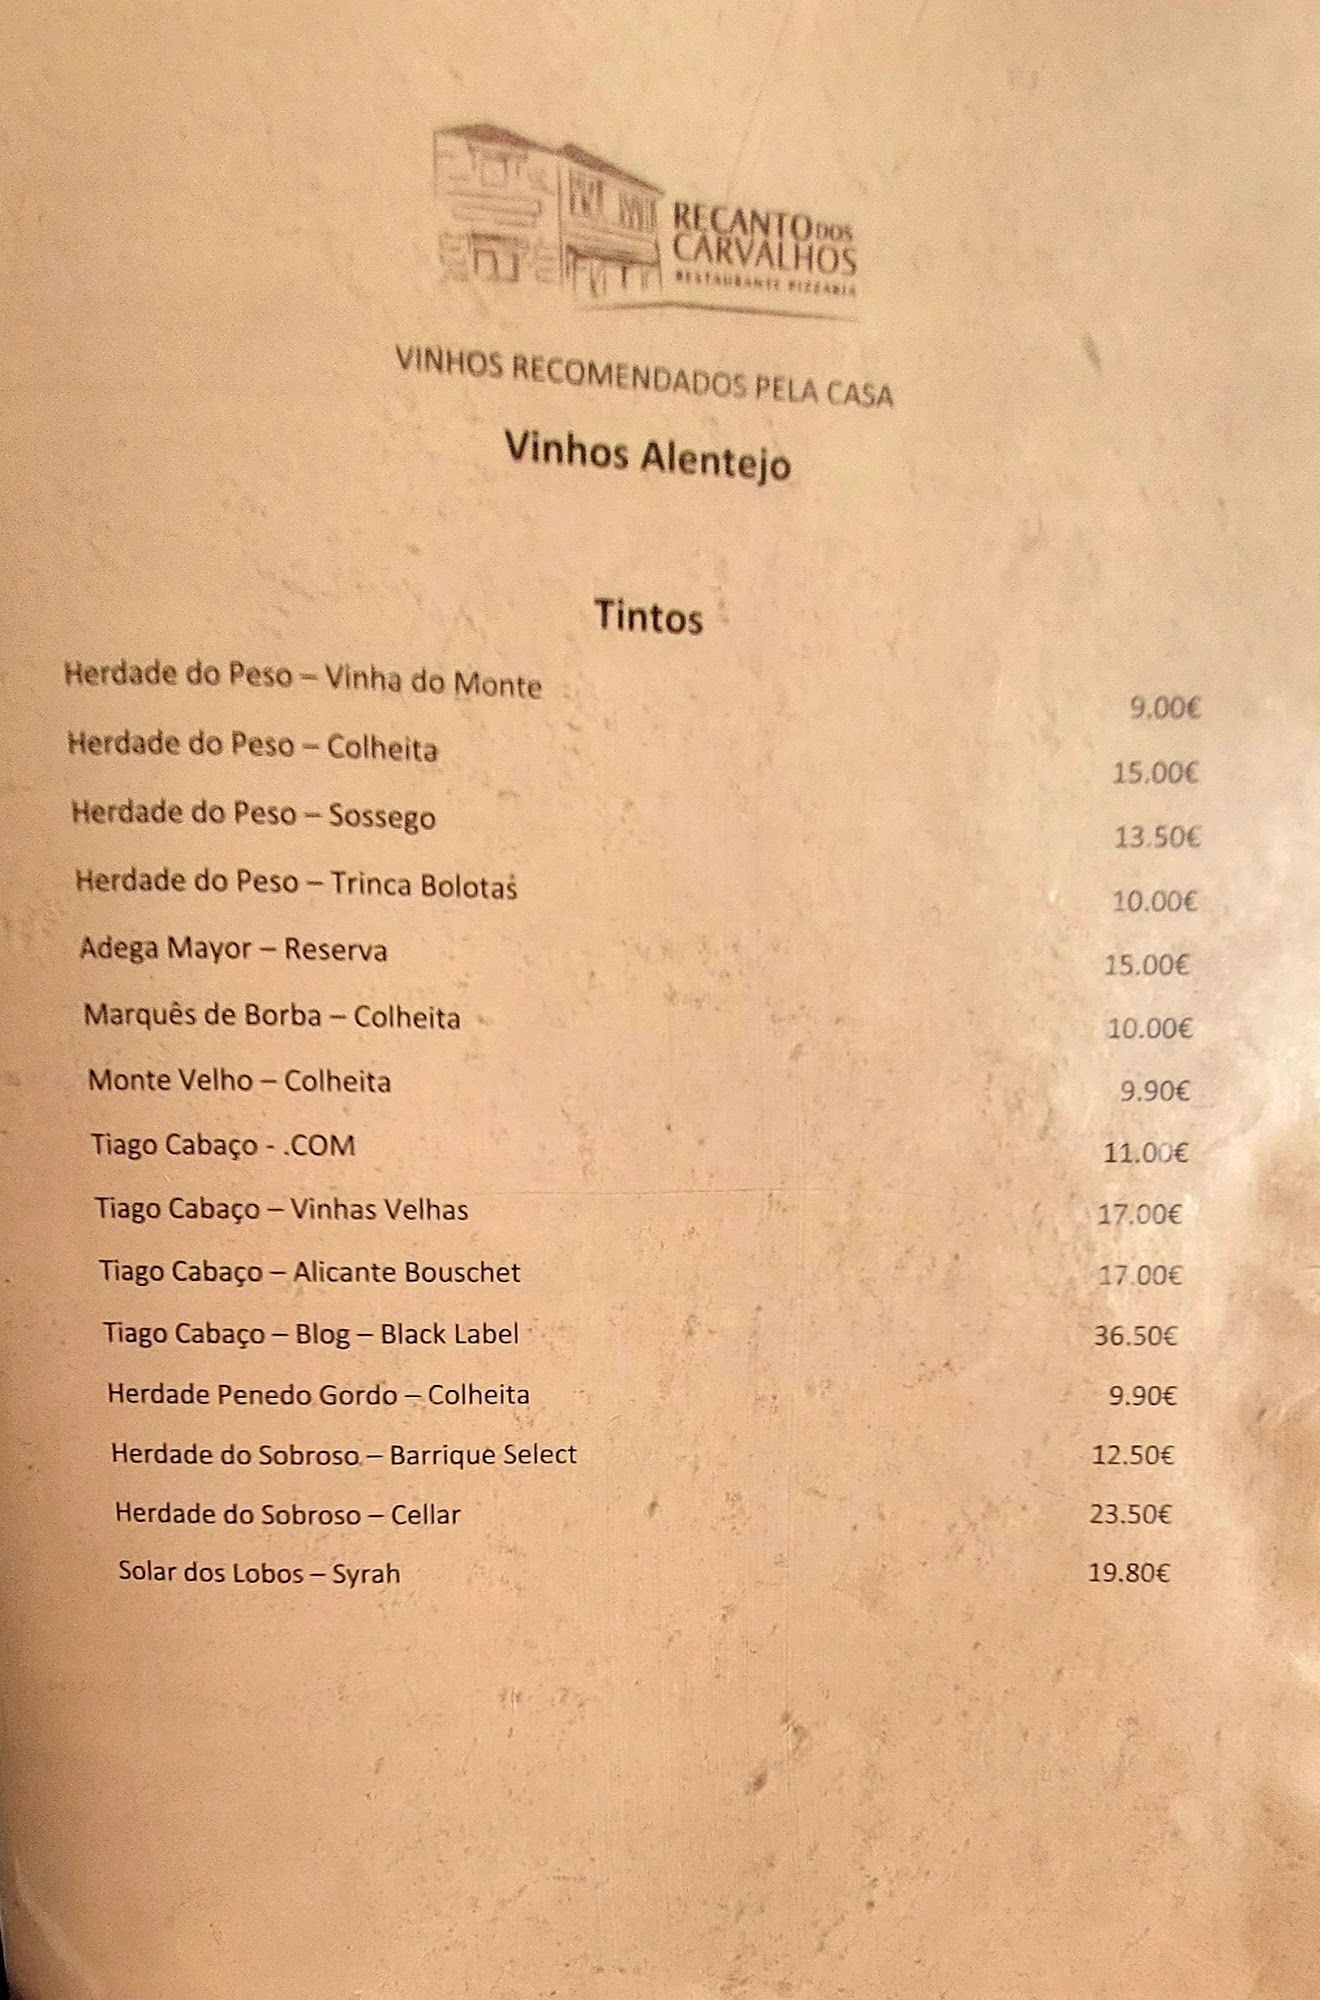 RECANTO DOS
CARVALHOS
RESTAURANTE PIZZARIA
VINHOS RECOMENDADOS PELA CASA
Vinhos Alentejo
Tintos
Herdade do Peso – Vinha do Monte 9.00€
Herdade do Peso – Colheita 15.00€
Herdade do Peso – Sossego 13.50€
Herdade do Peso – Trinca Bolotas 10.00€
Adega Mayor – Reserva 15.00€
Marquês de Borba – Colheita 10.00€
Monte Velho – Colheita 9.90€
Tiago Cabaço - .COM 11.00€
Tiago Cabaço – Vinhas Velhas 17.00€
Tiago Cabaço – Alicante Bouschet 17.00€
Tiago Cabaço – Blog – Black Label 36.50€
Herdade Penedo Gordo – Colheita 9.90€
Herdade do Sobroso – Barrique Select 12.50€
Herdade do Sobroso – Cellar 23.50€
Solar dos Lobos – Syrah 19.80€